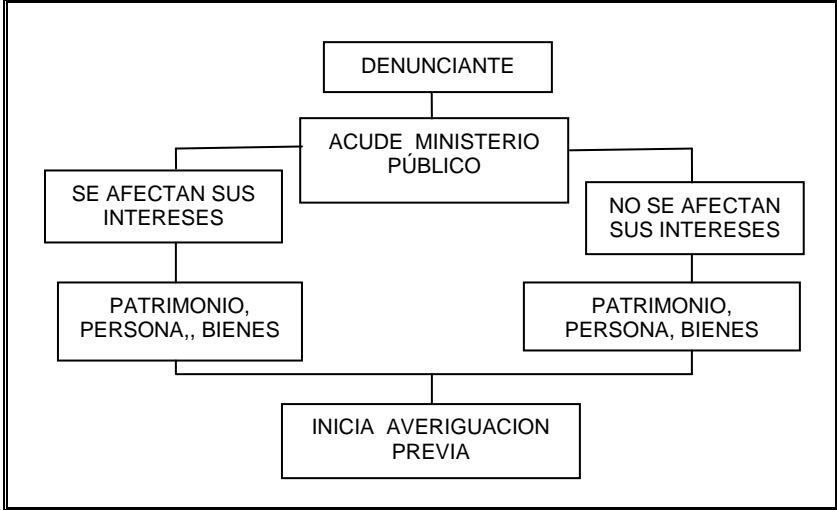 DENUNCIANTE
ACUDE MINISTERIO
PÚBLICO
SE AFECTAN SUS
INTERESES
NO SE AFECTAN
SUS INTERESES
PATRIMONIO,
PERSONA,, BIENES
PATRIMONIO,
PERSONA, BIENES
INICIA AVERIGUACION
PREVIA